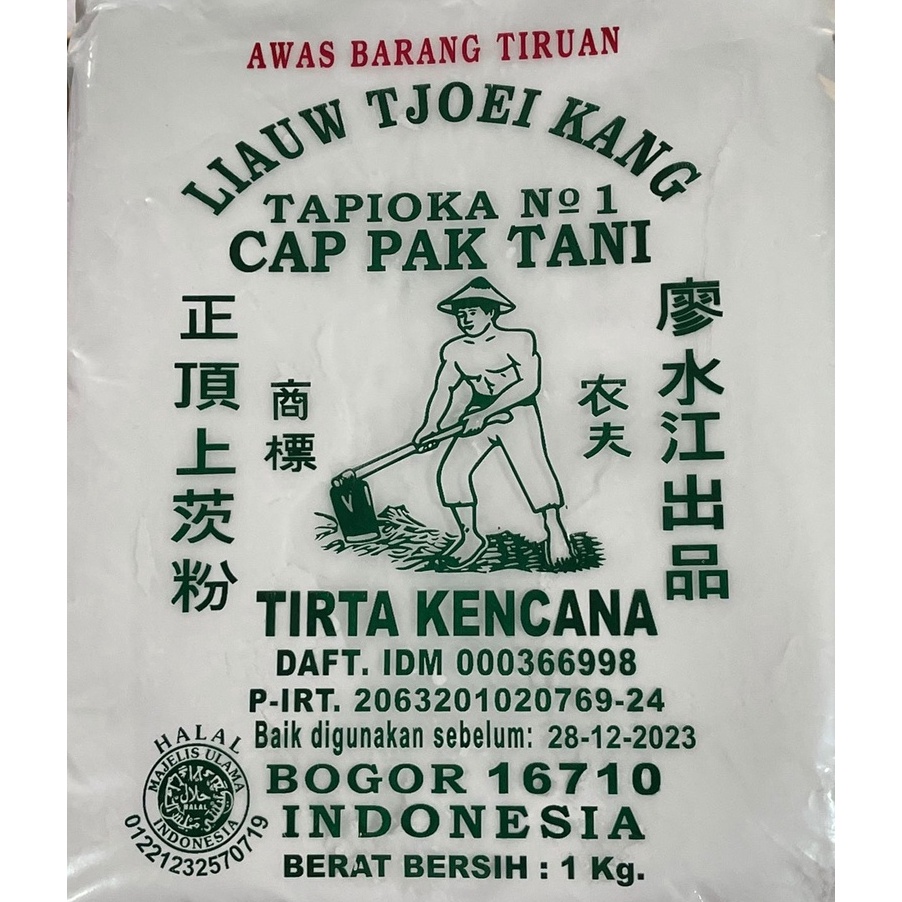 AWAS BARANG TIRUAN
LIAUW TJOEI KANG
TAPIOKA Nº 1
CAP PAK TANI
正頂上茨粉
商標
农夫
廖水江出品
TIRTA KENCANA
DAFT. IDM 000366998
P-IRT. 2063201020769-24
Baik digunakan sebelum: 28-12-2023
HALAL
MAJELIS ULAMA
حلال
HALAL
INDONESIA
01221232570719
BOGOR 16710
INDONESIA
BERAT BERSIH : 1 Kg.